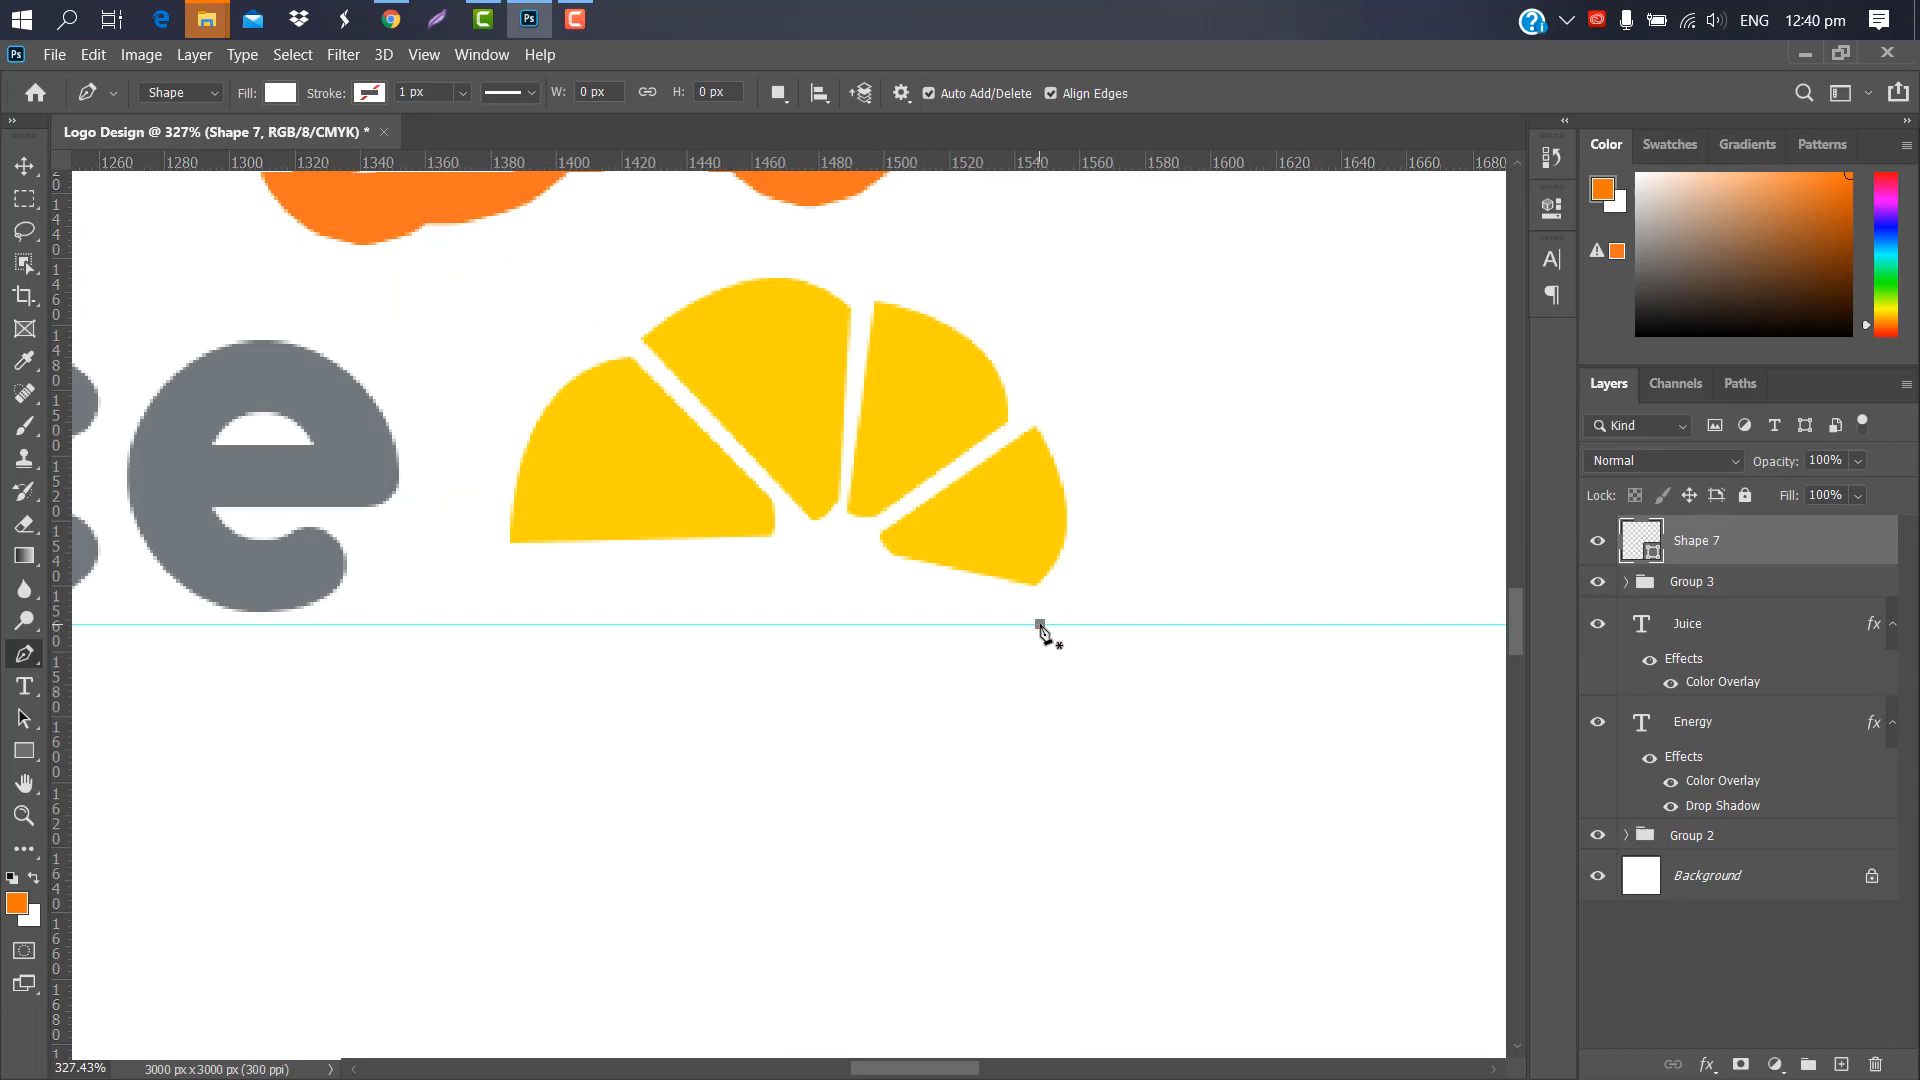 ENG 12:40 pm
Ps File Edit Image Layer Type Select Filter 3D View Window Help
Shape Fill: Stroke: 1 px W: 0 px H: 0 px Auto Add/Delete Align Edges
Logo Design @ 327% (Shape 7, RGB/8/CMYK) *
Color Swatches Gradients Patterns
1260 1280 1300 1320 1340 1360 1380 1400 1420 1440 1460 1480 1500 1520 1540 1560 1580 1600 1620 1640 1660 1680
e
Layers Channels Paths
Kind
Normal Opacity: 100%
Lock: Fill: 100%
Shape 7
Group 3
Juice fx
Effects
Color Overlay
Energy fx
Effects
Color Overlay
Drop Shadow
Group 2
Background
327.43% 3000 px x 3000 px (300 ppi)